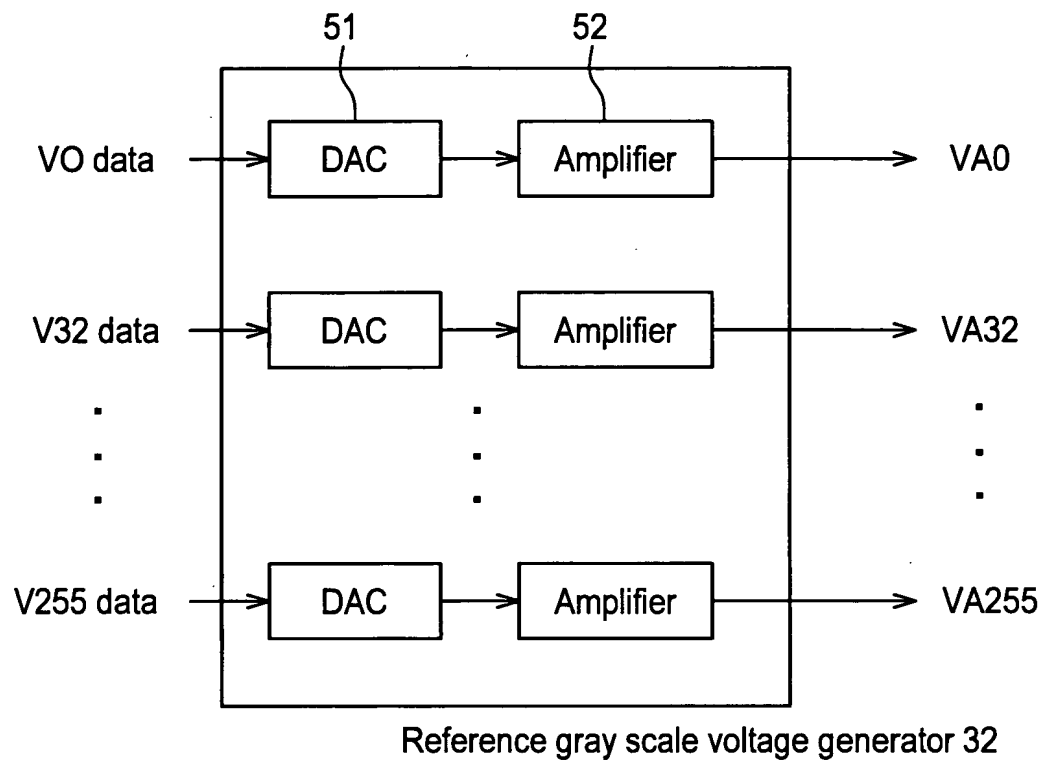 51 52
VO data DAC Amplifier VA0
V32 data DAC Amplifier VA32
V255 data DAC Amplifier VA255
Reference gray scale voltage generator 32